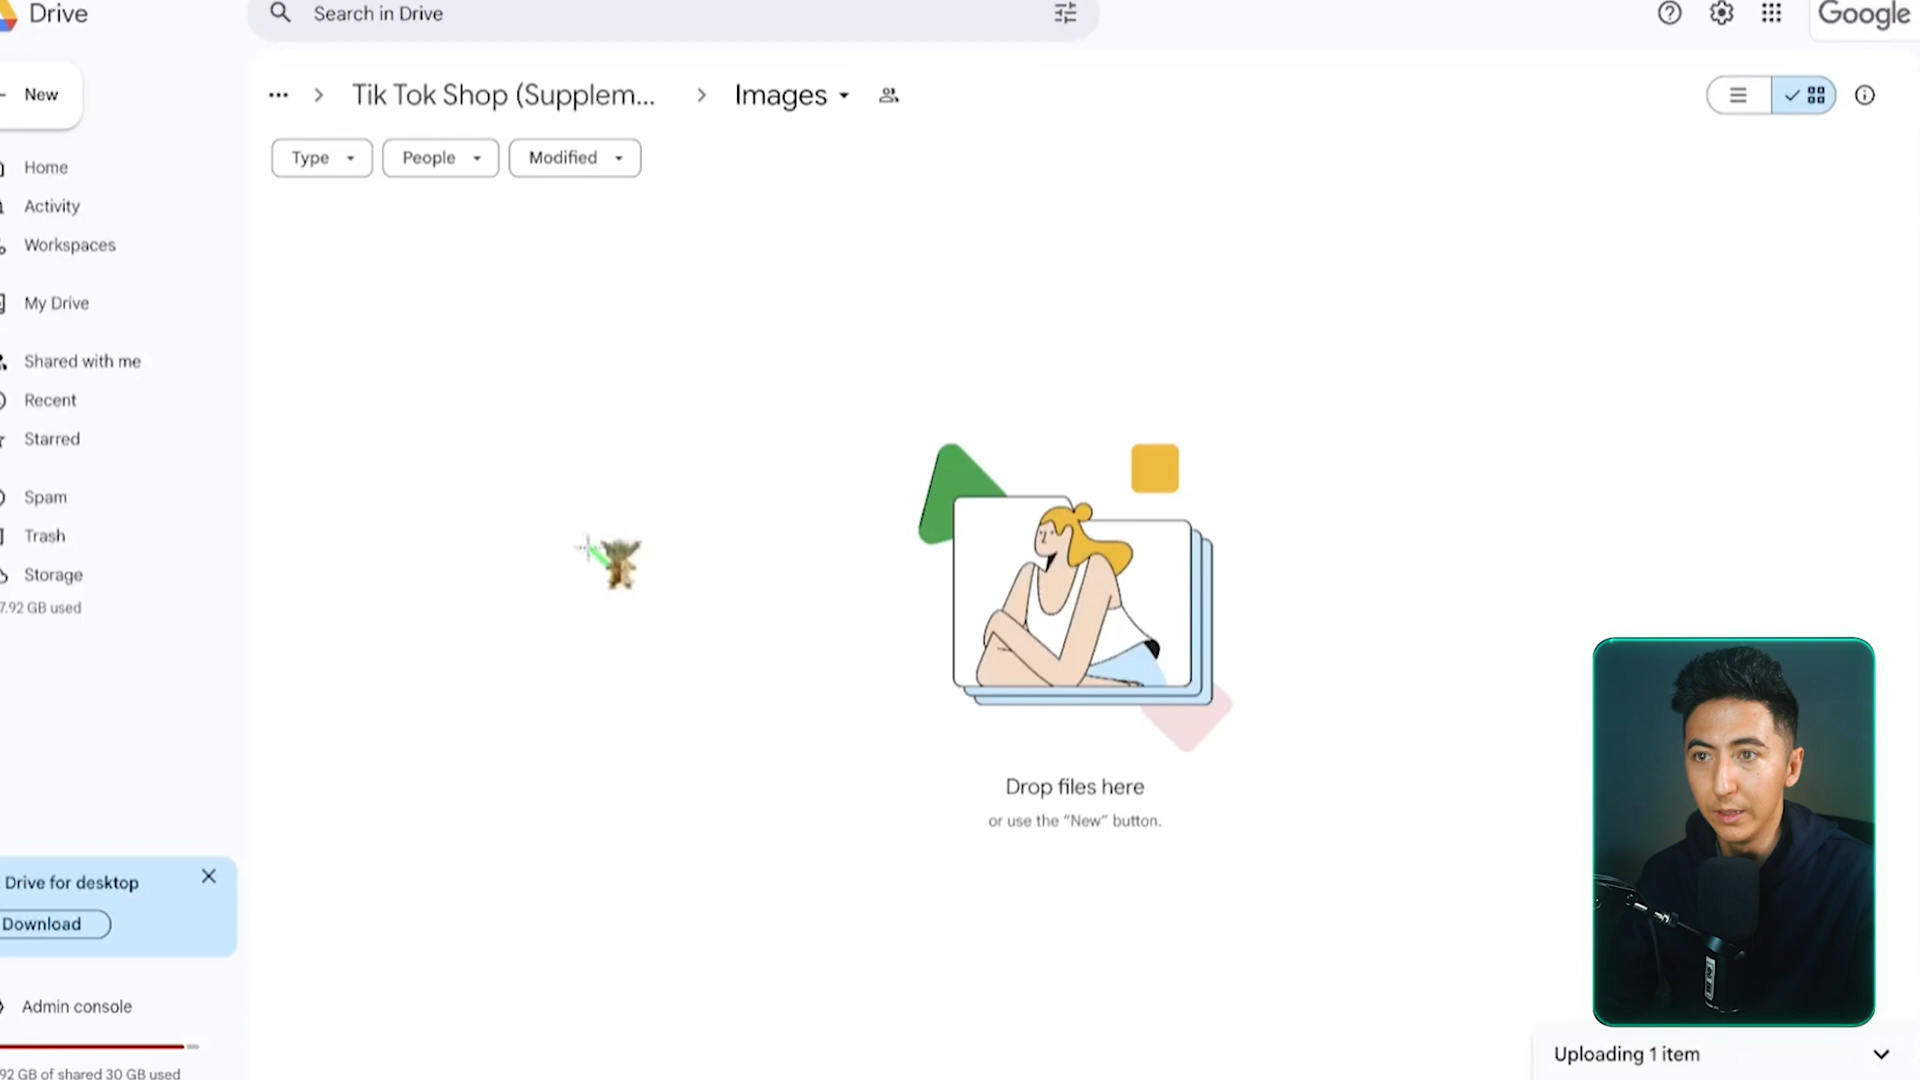 Drive
Search in Drive
Google
New
Tik Tok Shop (Supplem...
Images
Type
People
Modified
Home
Activity
Workspaces
My Drive
Shared with me
Recent
Starred
Spam
Trash
Storage
7.92 GB used
Drop files here
or use the “New” button.
Drive for desktop
Download
Admin console
92 GB of shared 30 GB used
Uploading 1 item